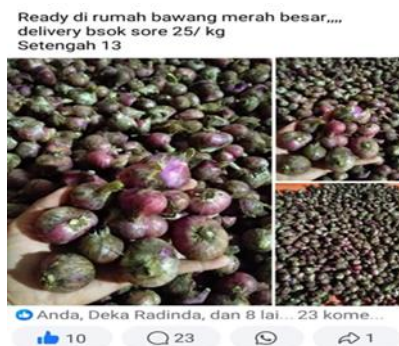 Ready di rumah bawang merah besar,,,,
delivery bsok sore 25/ kg
Setengah 13
Anda, Deka Radinda, dan 8 lai... 23 kome...
10
23
1